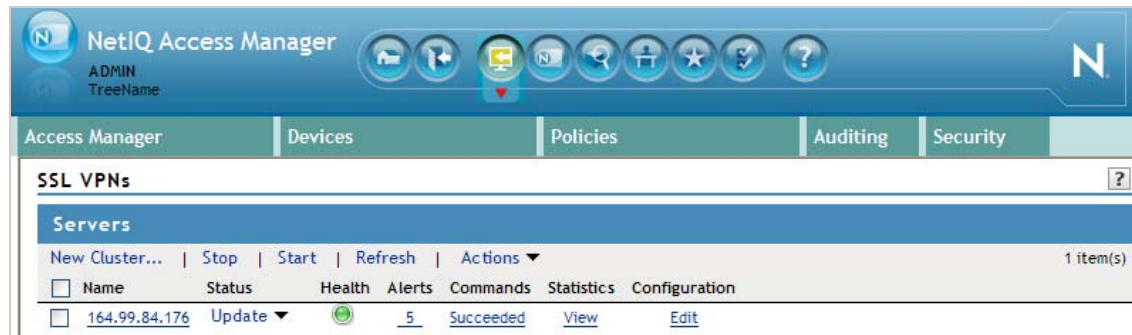 NetIQ Access Manager
ADMIN
TreeName
Access Manager Devices Policies Auditing Security
SSL VPNs ?
Servers
New Cluster... | Stop | Start | Refresh | Actions 1 item(s)
Name Status Health Alerts Commands Statistics Configuration
164.99.84.176 Update 5 Succeeded View Edit